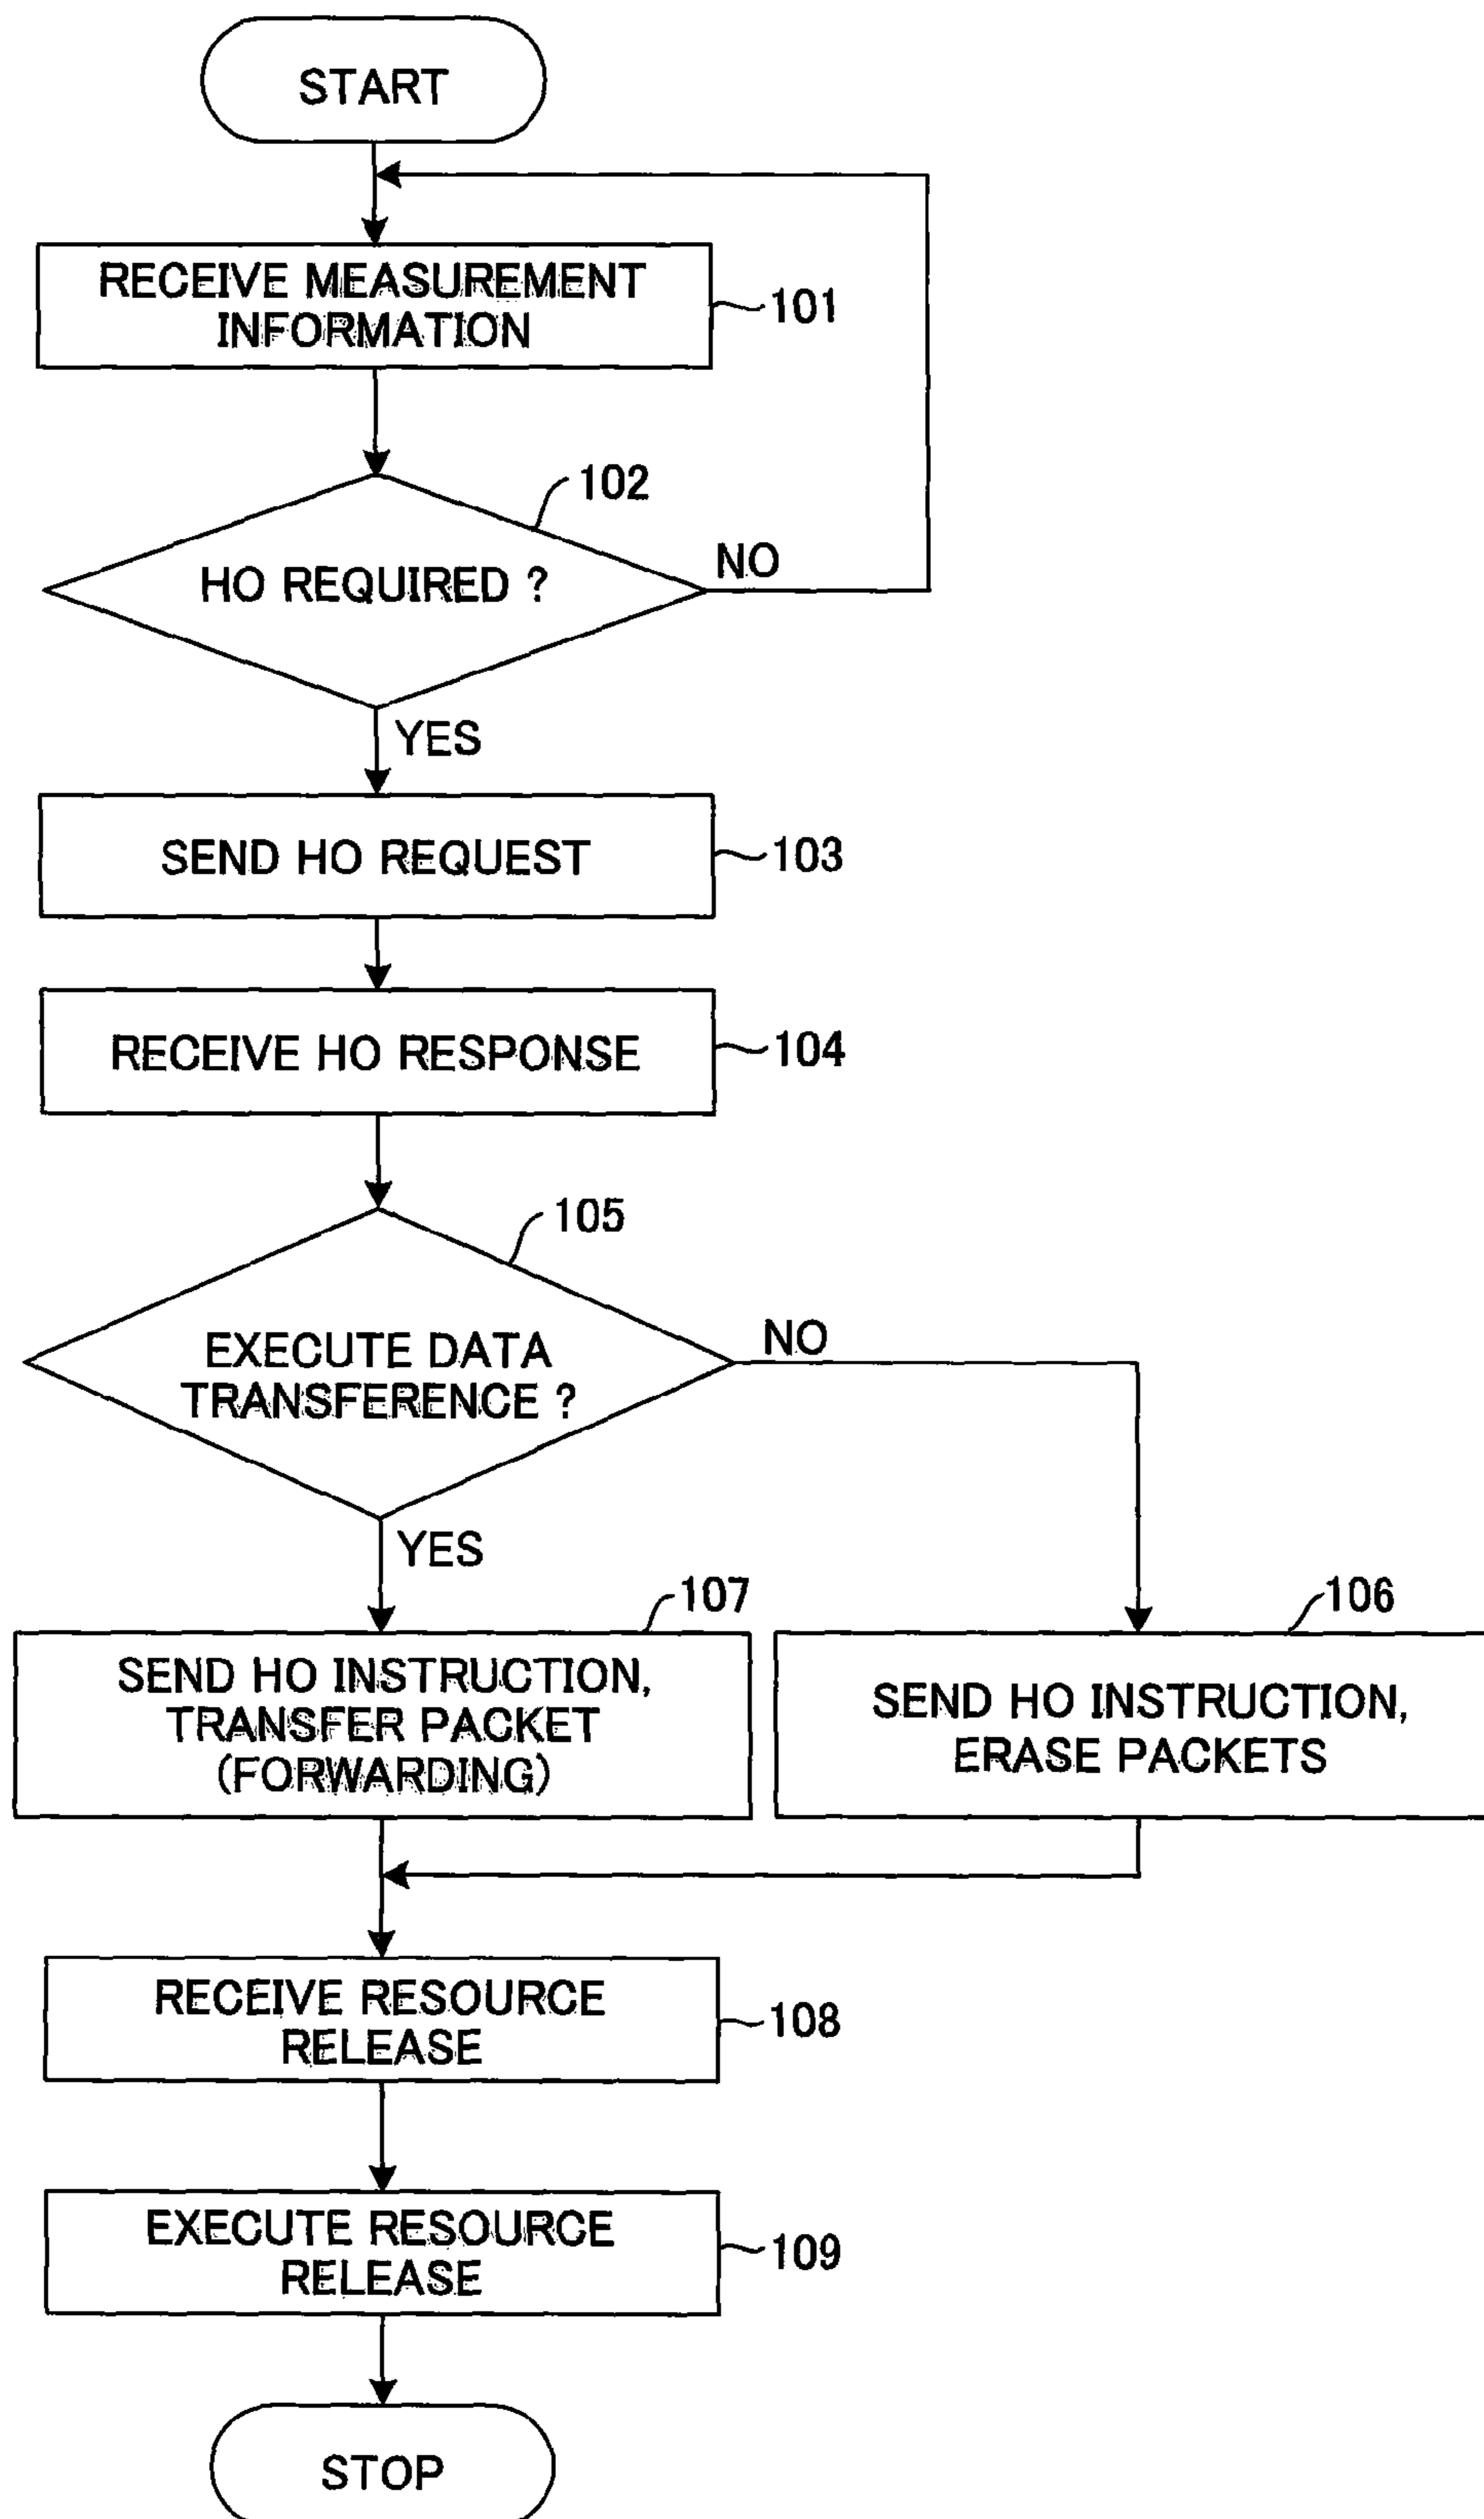 START
RECEIVE MEASUREMENT
INFORMATION
101
102
HO REQUIRED ?
NO
YES
SEND HO REQUEST
103
RECEIVE HO RESPONSE
104
105
EXECUTE DATA
TRANSFERENCE ?
NO
YES
107
SEND HO INSTRUCTION,
TRANSFER PACKET
(FORWARDING)
106
SEND HO INSTRUCTION,
ERASE PACKETS
RECEIVE RESOURCE
RELEASE
108
EXECUTE RESOURCE
RELEASE
109
STOP